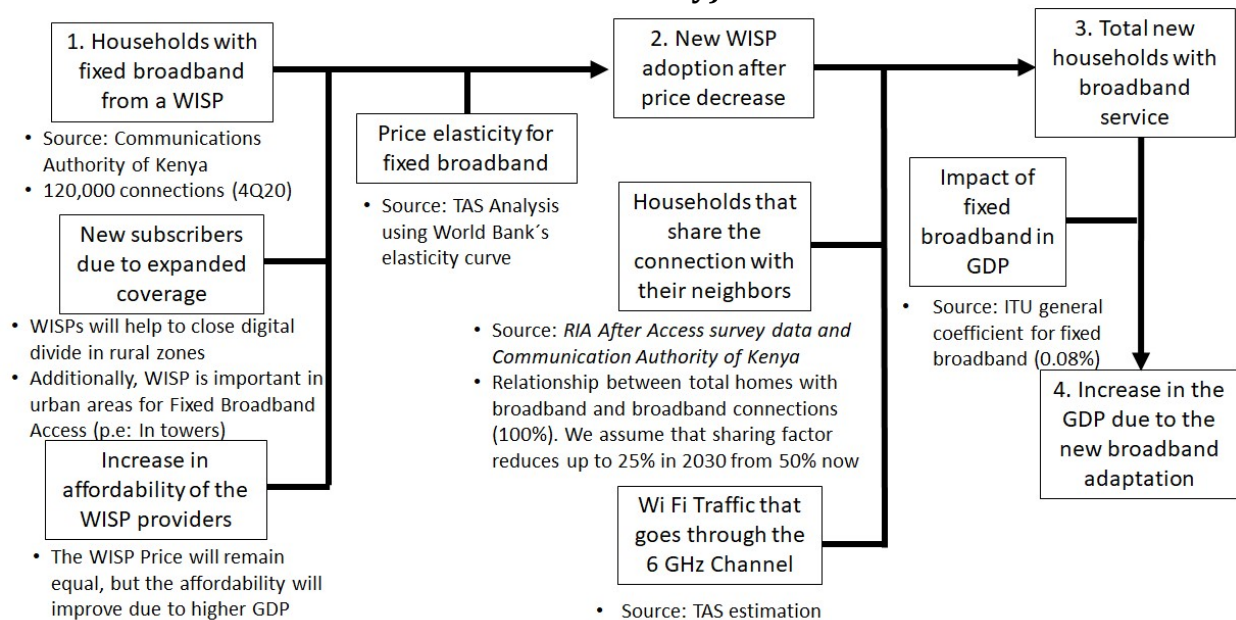 1. Households with
fixed broadband
from a WISP
• Source: Communications
Authority of Kenya
• 120,000 connections (4Q20)
New subscribers
due to expanded
coverage
• WISPs will help to close digital
divide in rural zones
• Additionally, WISP is important in
urban areas for Fixed Broadband
Access (p.e: In towers)
Increase in
affordability of the
WISP providers
• The WISP Price will remain
equal, but the affordability will
improve due to higher GDP
Price elasticity for
fixed broadband
• Source: TAS Analysis
using World Bank´s
elasticity curve
2. New WISP
adoption after
price decrease
Households that
share the
connection with
their neighbors
• Source: RIA After Access survey data and
Communication Authority of Kenya
• Relationship between total homes with
broadband and broadband connections
(100%). We assume that sharing factor
reduces up to 25% in 2030 from 50% now
Wi Fi Traffic that
goes through the
6 GHz Channel
• Source: TAS estimation
3. Total new
households with
broadband
service
Impact of
fixed
broadband in
GDP
• Source: ITU general
coefficient for fixed
broadband (0.08%)
4. Increase in the
GDP due to the
new broadband
adaptation